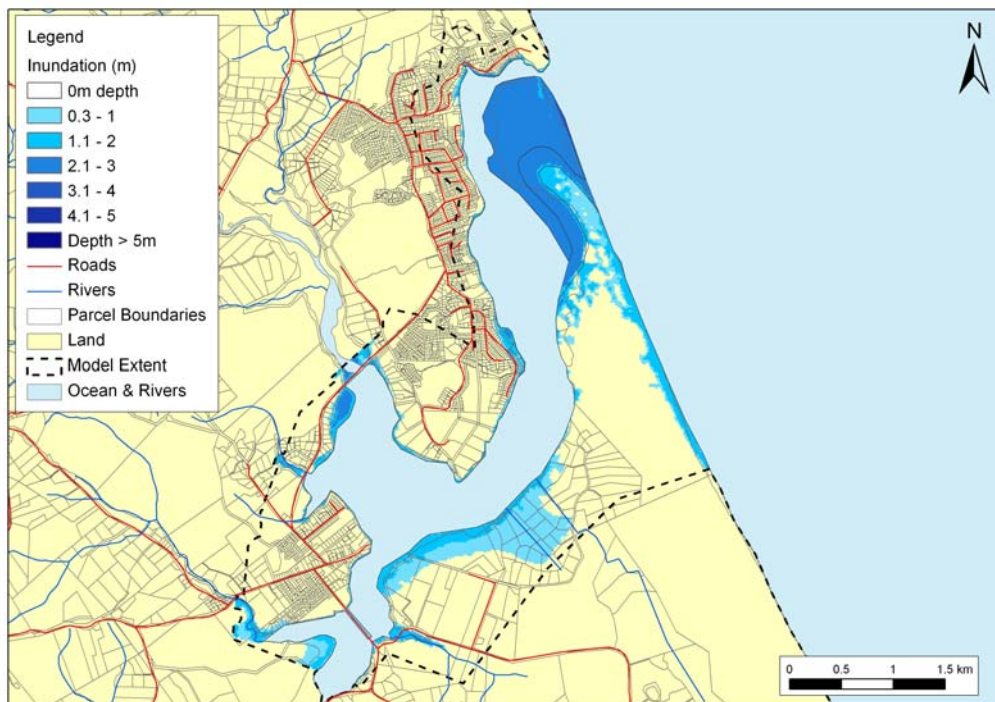 Legend
Inundation (m)
0m depth
0.3 - 1
1.1 - 2
2.1 - 3
3.1 - 4
4.1 - 5
Depth > 5m
Roads
Rivers
Parcel Boundaries
Land
Model Extent
Ocean & Rivers
N
0 0.5 1 1.5 km